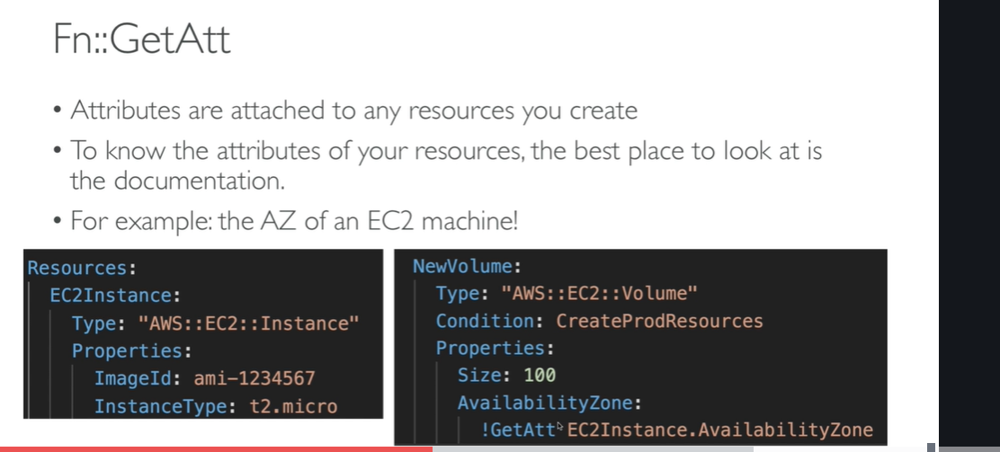 Fn::GetAtt
• Attributes are attached to any resources you create
• To know the attributes of your resources, the best place to look at is
the documentation.
• For example: the AZ of an EC2 machine!
Resources:
EC2Instance:
Type: "AWS::EC2::Instance"
Properties:
ImageId: ami-1234567
InstanceType: t2.micro
NewVolume:
Type: "AWS::EC2::Volume"
Condition: CreateProdResources
Properties:
Size: 100
AvailabilityZone:
!GetAtt EC2Instance.AvailabilityZone